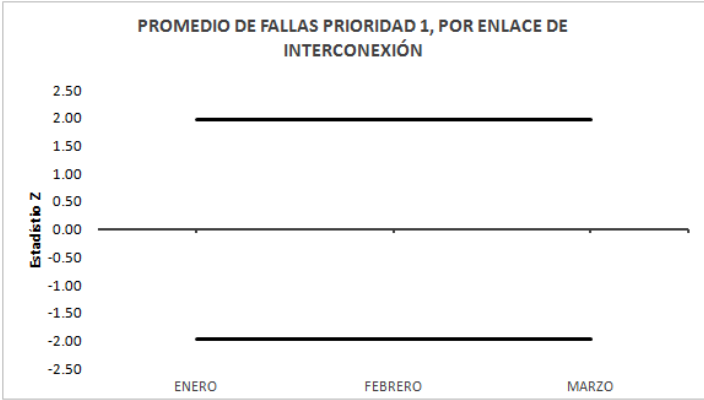 PROMEDIO DE FALLAS PRIORIDAD 1, POR ENLACE DE
INTERCONEXIÓN
Estadístio Z
2.50
2.00
1.50
1.00
0.50
0.00
-0.50
-1.00
-1.50
-2.00
-2.50
ENERO FEBRERO MARZO